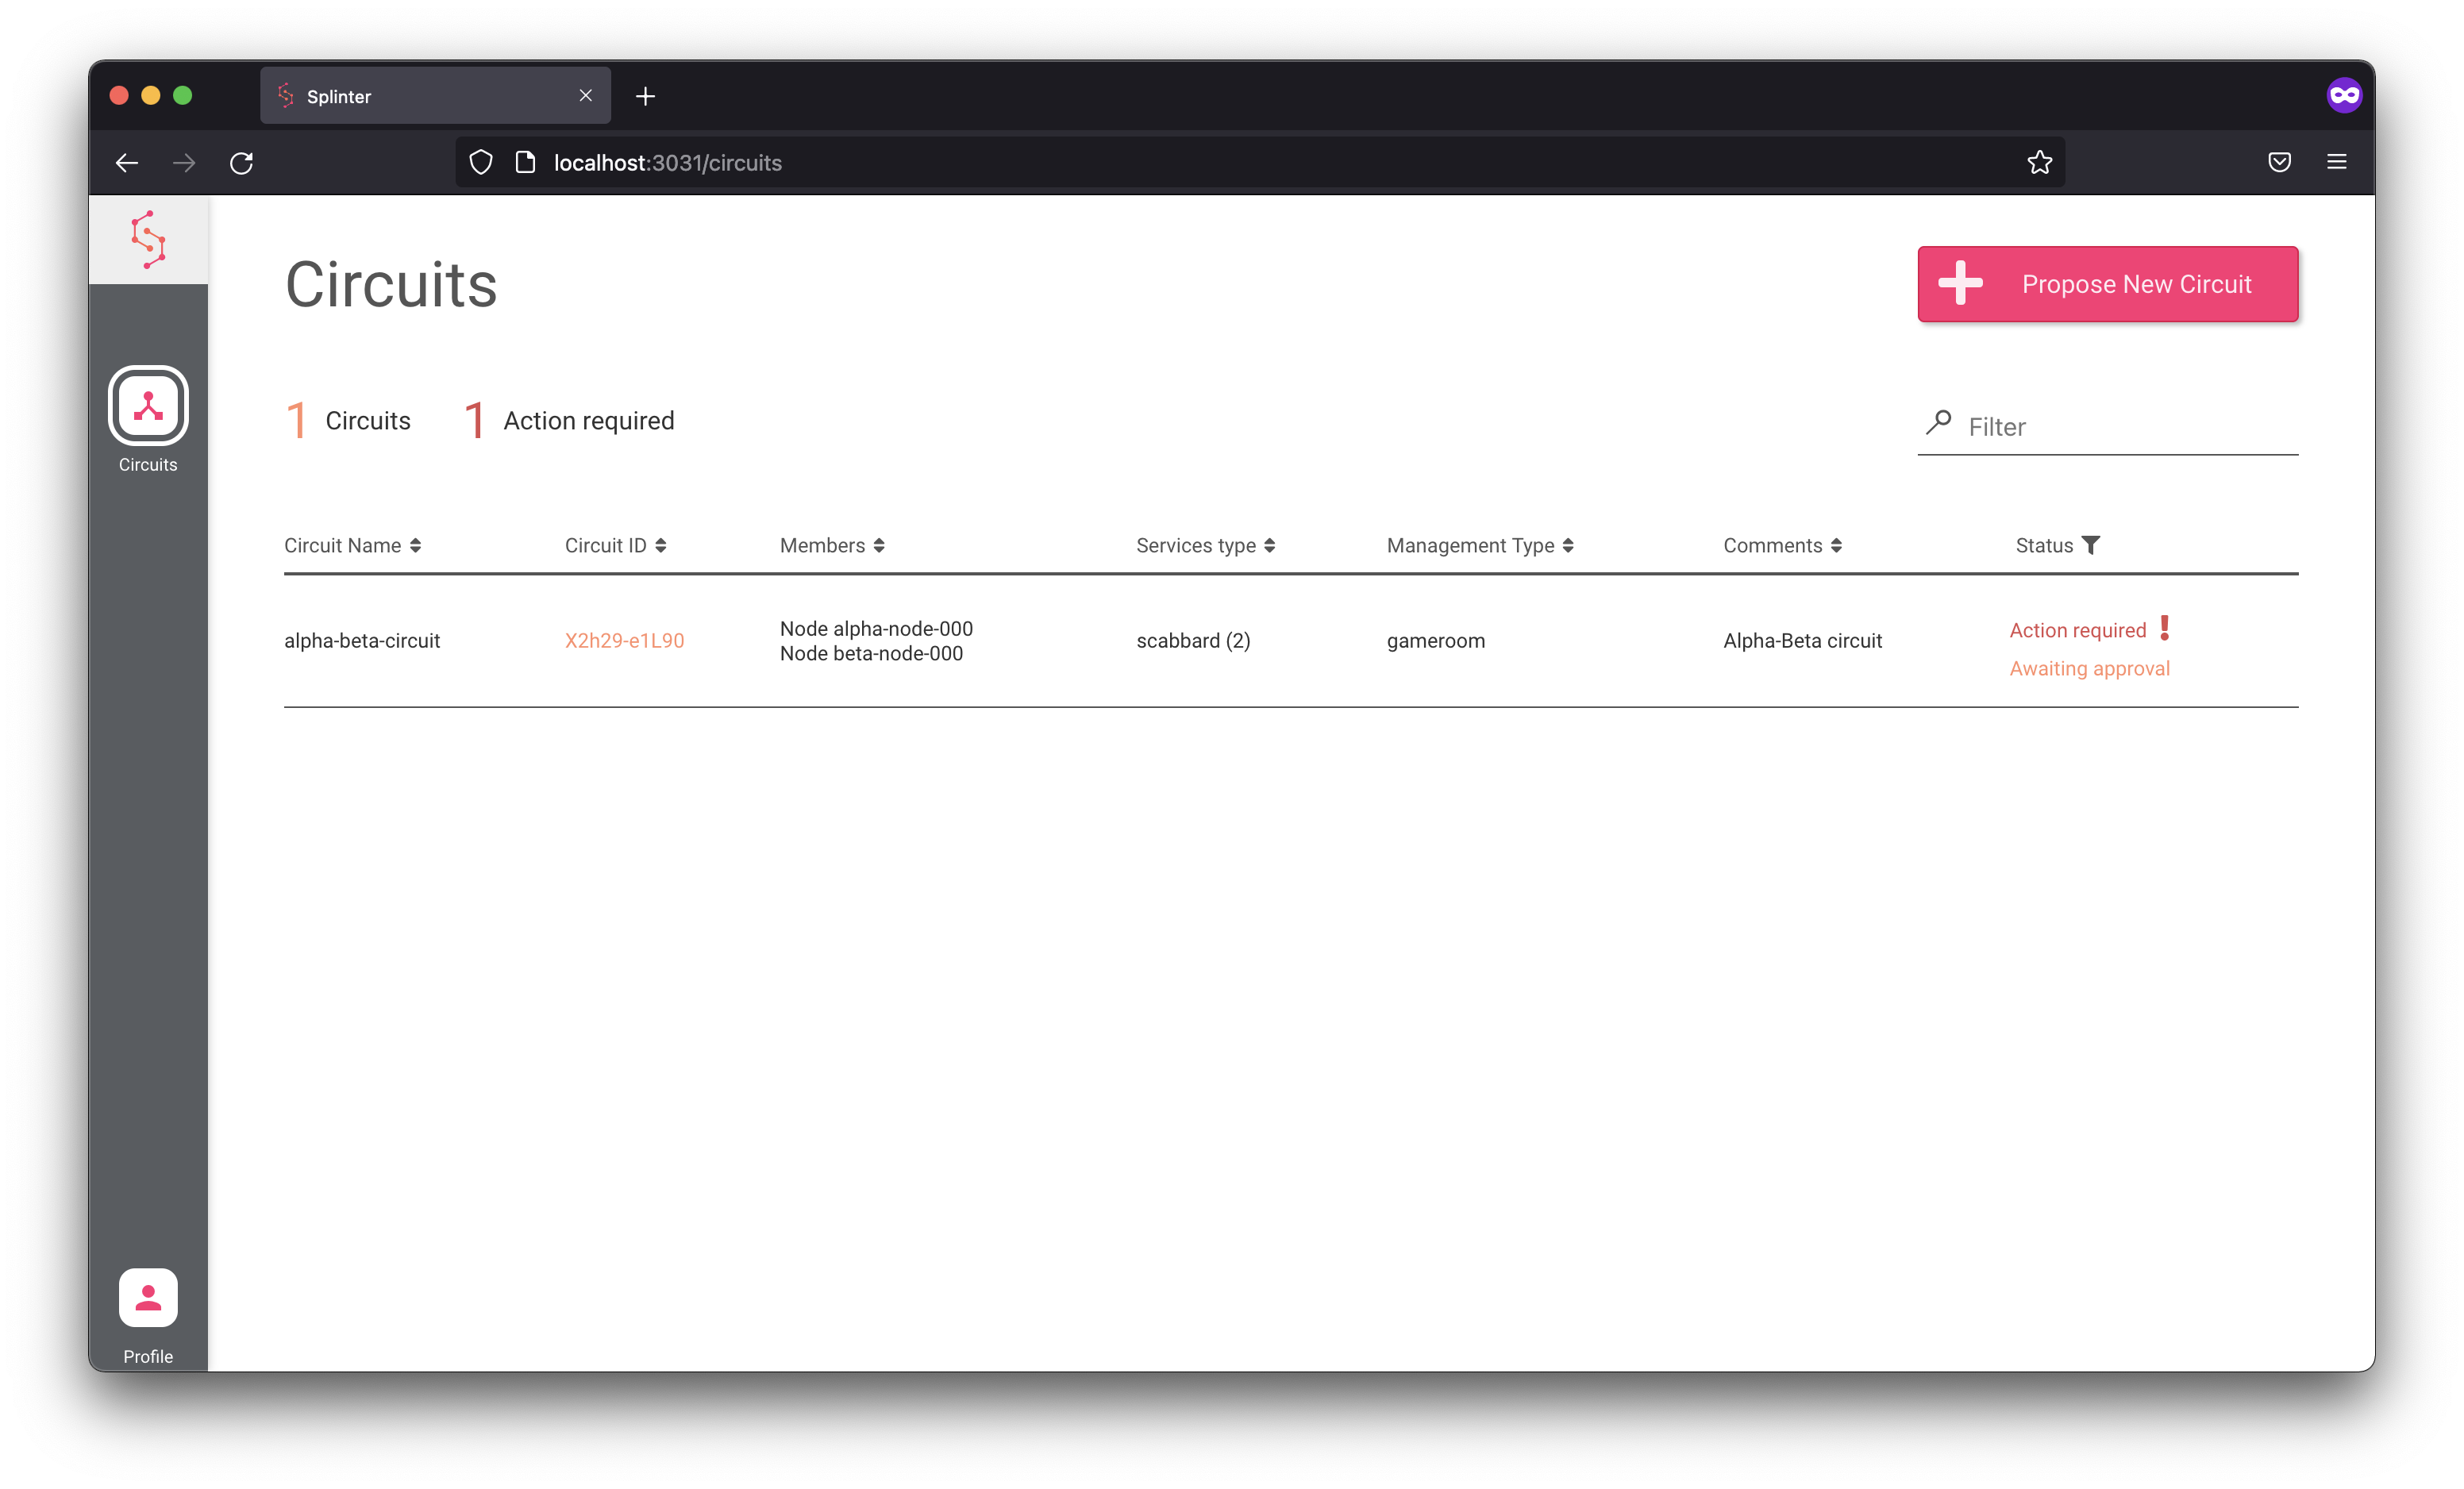 Splinter
localhost:3031/circuits
Circuits
Propose New Circuit
Circuits
1 Circuits 1 Action required
Filter
Circuit Name Circuit ID Members Services type Management Type Comments Status
alpha-beta-circuit X2h29-e1L90 Node alpha-node-000 scabbard (2) gameroom Alpha-Beta circuit Action required
Node beta-node-000 Awaiting approval
Profile